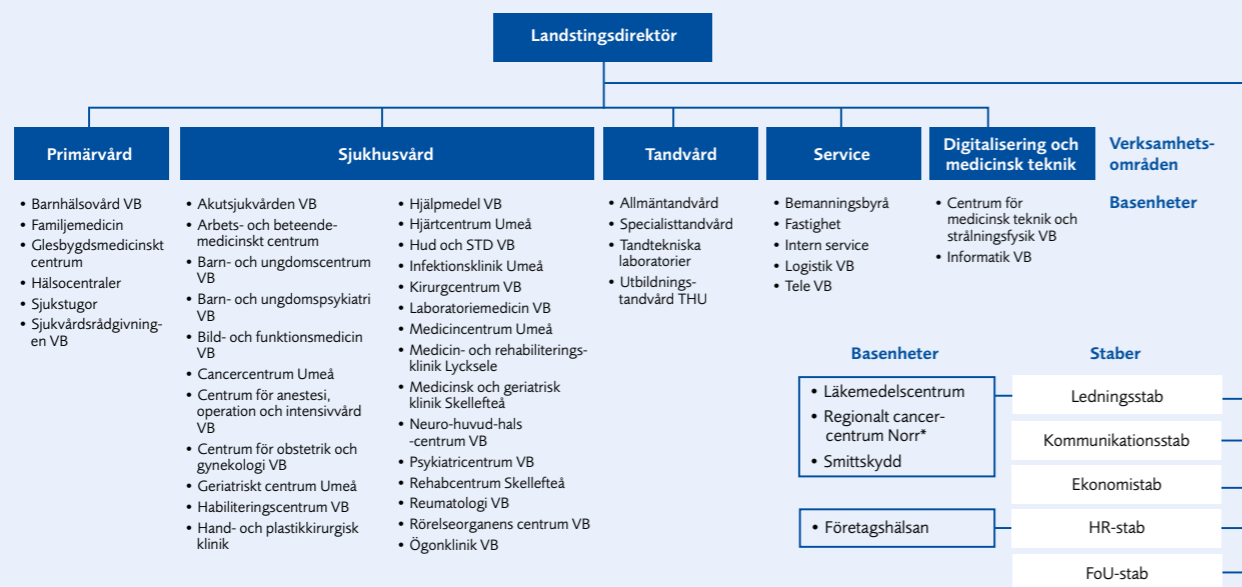 Landstingsdirektör
Primärvård
• Barnhälsovård VB
• Familjemedicin
• Glesbygdsmedicinskt
centrum
• Hälsocentraler
• Sjukstugor
• Sjukvårdsrådgivning-
en VB
Sjukhusvård
• Akutsjukvården VB
• Arbets- och beteende-
medicinskt centrum
• Barn- och ungdomscentrum
VB
• Barn- och ungdomspsykiatri
VB
• Bild- och funktionsmedicin
VB
• Cancercentrum Umeå
• Centrum för anestesi,
operation och intensivvård
VB
• Centrum för obstetrik och
gynekologi VB
• Geriatriskt centrum Umeå
• Habiliteringscentrum VB
• Hand- och plastikkirurgisk
klinik
• Hjälpmedel VB
• Hjärtcentrum Umeå
• Hud och STD VB
• Infektionsklinik Umeå
• Kirurgcentrum VB
• Laboratoriemedicin VB
• Medicincentrum Umeå
• Medicin- och rehabiliterings-
klinik Lycksele
• Medicinsk och geriatrisk
klinik Skellefteå
• Neuro-huvud-hals
-centrum VB
• Psykiatricentrum VB
• Rehabcentrum Skellefteå
• Reumatologi VB
• Rörelseorganens centrum VB
• Ögonklinik VB
Tandvård
• Allmäntandvård
• Specialisttandvård
• Tandtekniska
laboratorier
• Utbildnings-
tandvård THU
Service
• Bemanningsbyrå
• Fastighet
• Intern service
• Logistik VB
• Tele VB
Digitalisering och
medicinsk teknik
• Centrum för
medicinsk teknik och
strålningsfysik VB
• Informatik VB
Verksamhets-
områden
Basenheter
Basenheter
• Läkemedelscentrum
• Regionalt cancer-
centrum Norr*
• Smittskydd
• Företagshälsan
Staber
Ledningsstab
Kommunikationsstab
Ekonomistab
HR-stab
FoU-stab